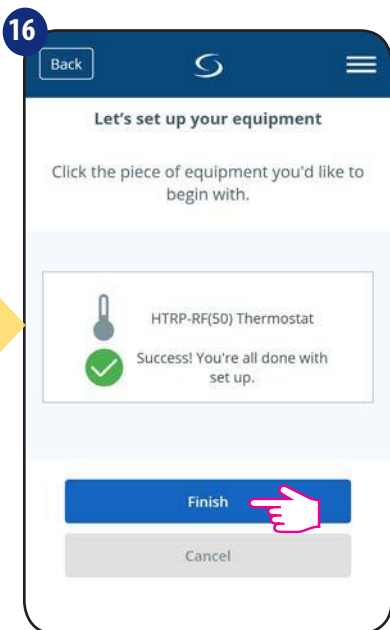 16
Back
Let's set up your equipment
Click the piece of equipment you'd like to
begin with.
HTRP-RF(50) Thermostat
Success! You're all done with
set up.
Finish
Cancel